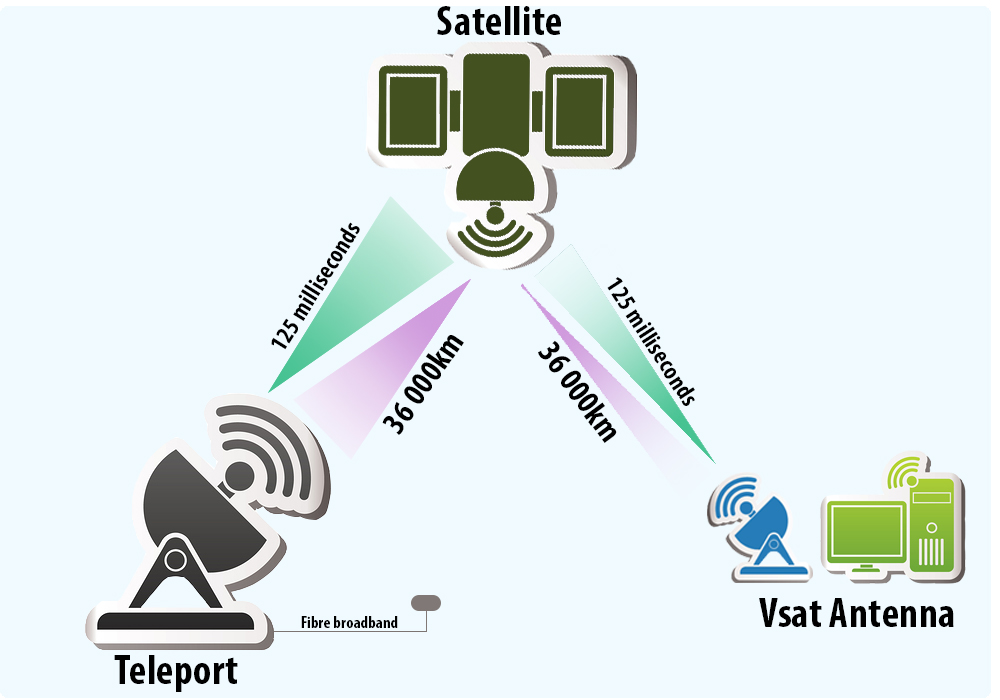 Satellite
125 milliseconds
36 000km
125 milliseconds
36 000km
Fibre broadband
Teleport
Vsat Antenna